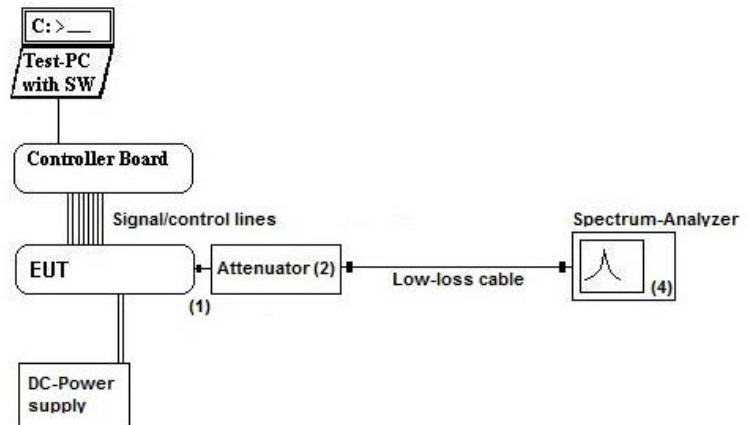 C: >__
Test-PC
with SW
Controller Board
Signal/control lines
Spectrum-Analyzer
EUT
Attenuator (2)
Low-loss cable
(4)
(1)
DC-Power
supply